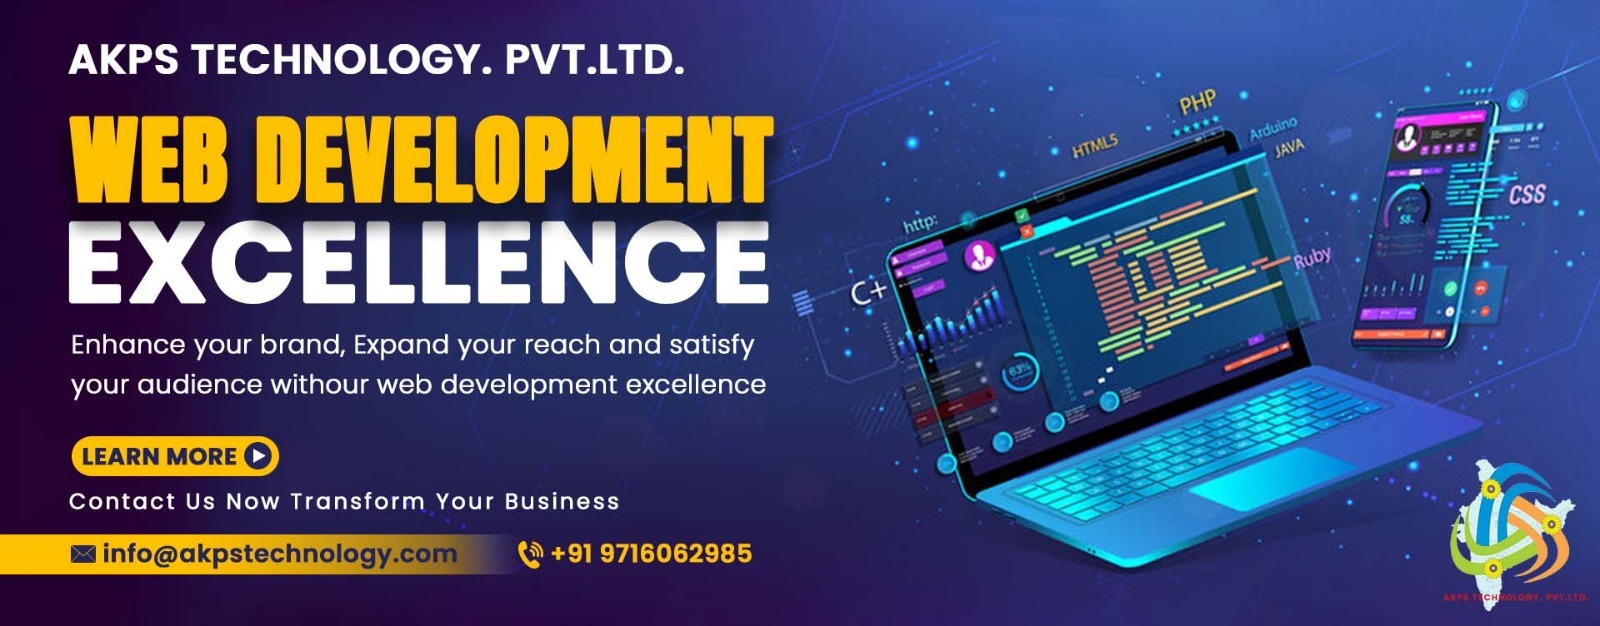 AKPS TECHNOLOGY. PVT.LTD.
WEB DEVELOPMENT
EXCELLENCE
Enhance your brand, Expand your reach and satisfy
your audience withour web development excellence
LEARN MORE
Contact Us Now Transform Your Business
info@akpstechnology.com
+91 9716062985
PHP
HTML5
Arduino
JAVA
http:
C+
Ruby
CSS
63%
58%
AKPS TECHNOLOGY. PVT.LTD.